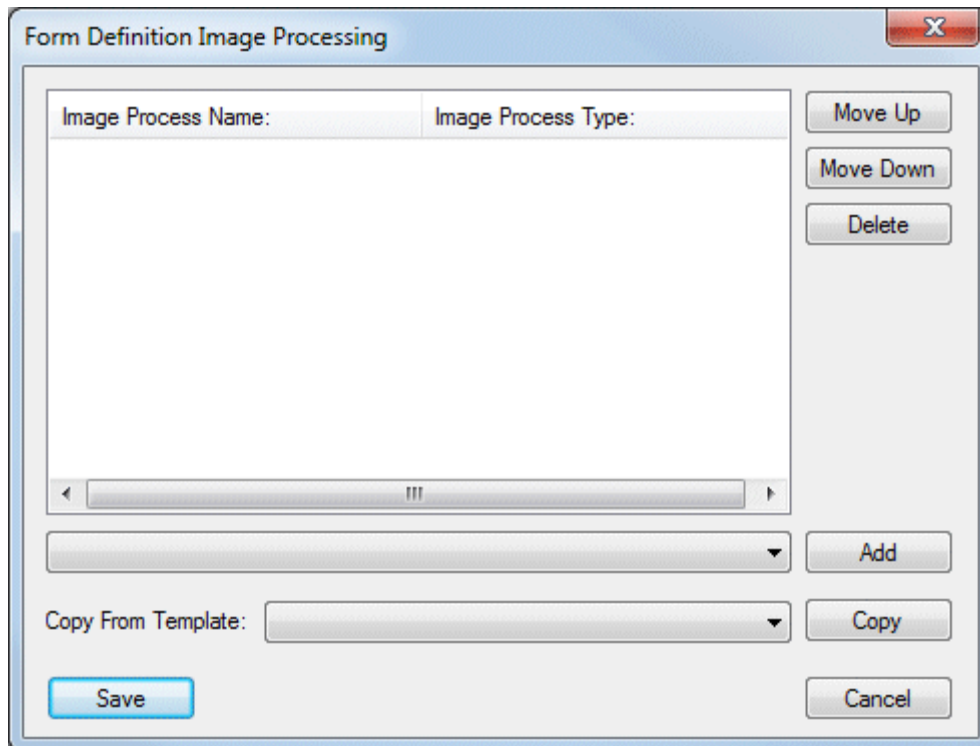 Form Definition Image Processing
Image Process Name: Image Process Type:
Move Up
Move Down
Delete
Add
Copy From Template: Copy
Save Cancel